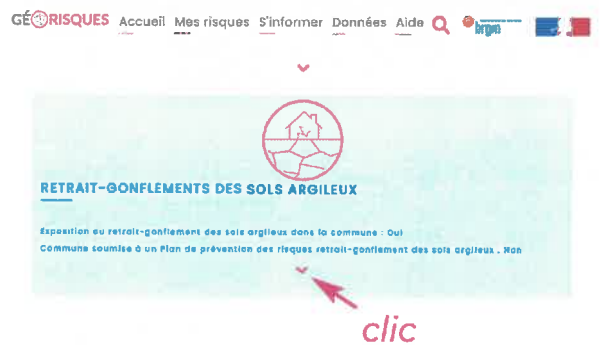 GÉORISQUES Accueil Mes risques S'informer Données Aide brgm
RETRAIT-GONFLEMENTS DES SOLS ARGILEUX
Exposition au retrait-gonflement des sols argileux dans la commune : Oui
Commune soumise à un Plan de prévention des risques retrait-gonflement des sols argileux . Non
clic